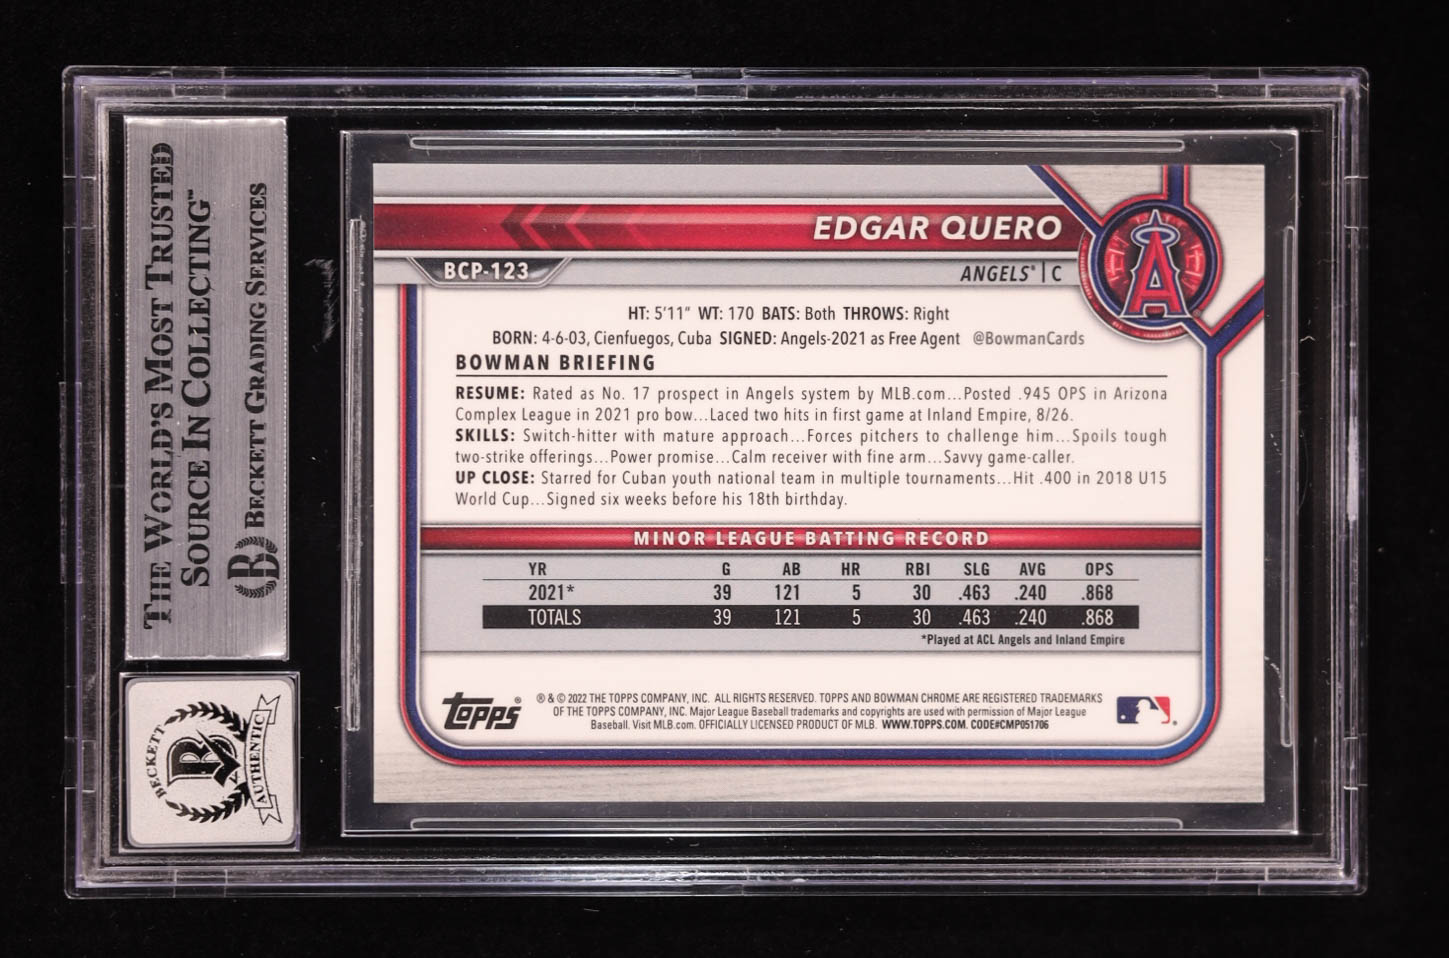 THE WORLD'S MOST TRUSTED
SOURCE IN COLLECTING™
BECKETT GRADING SERVICES
BECKETT
AUTHENTIC
EDGAR QUERO
BCP-123
ANGELS® | C
A
HT: 5'11" WT: 170 BATS: Both THROWS: Right
BORN: 4-6-03, Cienfuegos, Cuba SIGNED: Angels-2021 as Free Agent @BowmanCards
BOWMAN BRIEFING
RESUME: Rated as No. 17 prospect in Angels system by MLB.com...Posted .945 OPS in Arizona
Complex League in 2021 pro bow...Laced two hits in first game at Inland Empire, 8/26.
SKILLS: Switch-hitter with mature approach...Forces pitchers to challenge him...Spoils tough
two-strike offerings...Power promise...Calm receiver with fine arm...Savvy game-caller.
UP CLOSE: Starred for Cuban youth national team in multiple tournaments...Hit .400 in 2018 U15
World Cup...Signed six weeks before his 18th birthday.
MINOR LEAGUE BATTING RECORD
YR G AB HR RBI SLG AVG OPS
2021* 39 121 5 30 .463 .240 .868
TOTALS 39 121 5 30 .463 .240 .868
*Played at ACL Angels and Inland Empire
Topps®
® & © 2022 THE TOPPS COMPANY, INC. ALL RIGHTS RESERVED. TOPPS AND BOWMAN CHROME ARE REGISTERED TRADEMARKS
OF THE TOPPS COMPANY, INC. Major League Baseball trademarks and copyrights are used with permission of Major League
Baseball. Visit MLB.com. OFFICIALLY LICENSED PRODUCT OF MLB. WWW.TOPPS.COM. CODE#CMP051706